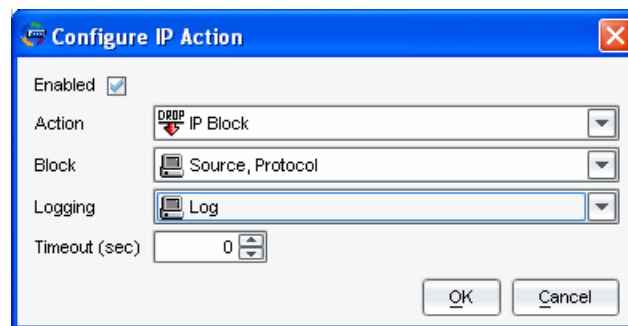 Configure IP Action
Enabled
Action DROP IP Block
Block Source, Protocol
Logging Log
Timeout (sec) 0
OK Cancel